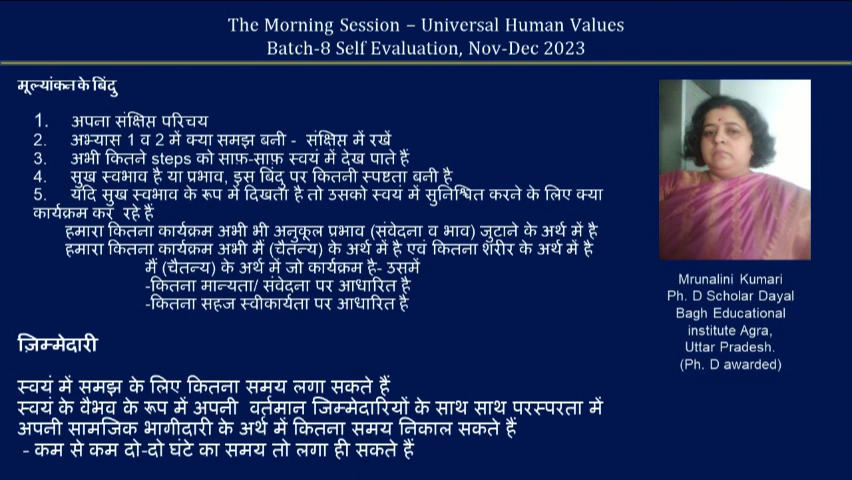 The Morning Session – Universal Human Values
Batch-8 Self Evaluation, Nov-Dec 2023
मूल्यांकन के बिंदु
1. अपना संक्षिप्त परिचय
2. अभ्यास 1 व 2 में क्या समझ बनी - संक्षिप्त में रखें
3. अभी कितने steps को साफ़-साफ़ स्वयं में देख पाते हैं
4. सुख स्वभाव है या प्रभाव, इस बिंदु पर कितनी स्पष्टता बनी है
5. यदि सुख स्वभाव के रूप में दिखता है तो उसको स्वयं में सुनिश्चित करने के लिए क्या
कार्यक्रम कर रहे हैं
हमारा कितना कार्यक्रम अभी भी अनुकूल प्रभाव (संवेदना व भाव) जुटाने के अर्थ में है
हमारा कितना कार्यक्रम अभी मैं (चैतन्य) के अर्थ में है एवं कितना शरीर के अर्थ में है
मैं (चैतन्य) के अर्थ में जो कार्यक्रम है- उसमें
-कितना मान्यता/ संवेदना पर आधारित है
-कितना सहज स्वीकार्यता पर आधारित है
ज़िम्मेदारी
स्वयं में समझ के लिए कितना समय लगा सकते हैं
स्वयं के वैभव के रूप में अपनी वर्तमान जिम्मेदारियों के साथ साथ परस्परता में
अपनी सामजिक भागीदारी के अर्थ में कितना समय निकाल सकते हैं
- कम से कम दो-दो घंटे का समय तो लगा ही सकते हैं
Mrunalini Kumari
Ph. D Scholar Dayal
Bagh Educational
institute Agra,
Uttar Pradesh.
(Ph. D awarded)